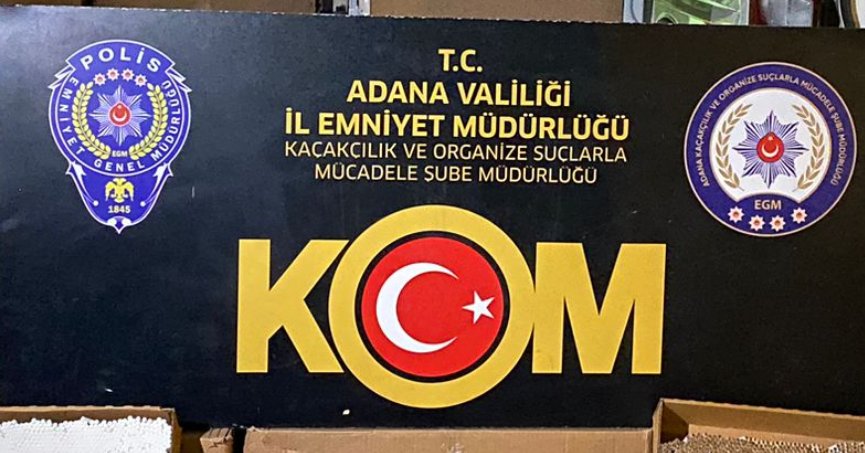 POLİS
EMNİYET GENEL MÜDÜRLÜĞÜ
EGM
1845
T.C.
ADANA VALİLİĞİ
İL EMNİYET MÜDÜRLÜĞÜ
KAÇAKÇILIK VE ORGANİZE SUÇLARLA
MÜCADELE ŞUBE MÜDÜRLÜĞÜ
KOM
ADANA KAÇAKÇILIK VE ORGANİZE SUÇLARLA MÜCADELE ŞUBE MÜDÜRLÜĞÜ
EGM